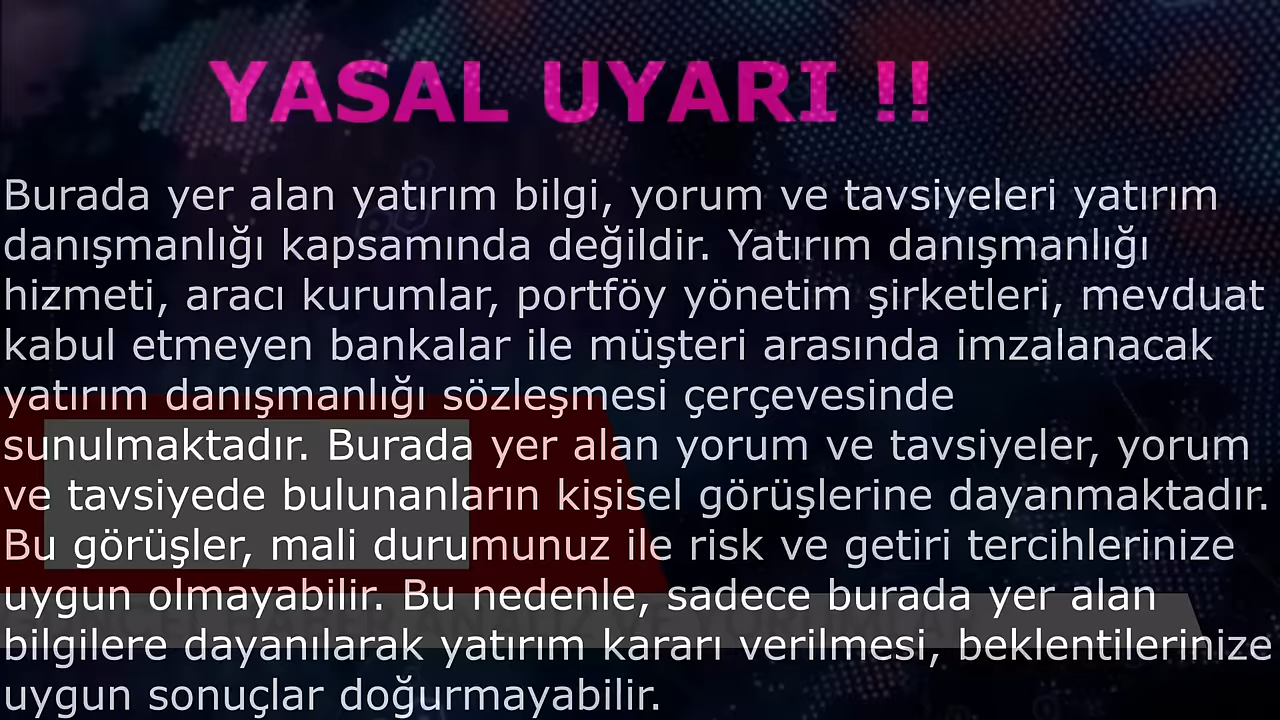 YASAL UYARI !!
Burada yer alan yatırım bilgi, yorum ve tavsiyeleri yatırım
danışmanlığı kapsamında değildir. Yatırım danışmanlığı
hizmeti, aracı kurumlar, portföy yönetim şirketleri, mevduat
kabul etmeyen bankalar ile müşteri arasında imzalanacak
yatırım danışmanlığı sözleşmesi çerçevesinde
sunulmaktadır. Burada yer alan yorum ve tavsiyeler, yorum
ve tavsiyede bulunanların kişisel görüşlerine dayanmaktadır.
Bu görüşler, mali durumunuz ile risk ve getiri tercihlerinize
uygun olmayabilir. Bu nedenle, sadece burada yer alan
bilgilere dayanılarak yatırım kararı verilmesi, beklentilerinize
uygun sonuçlar doğurmayabilir.